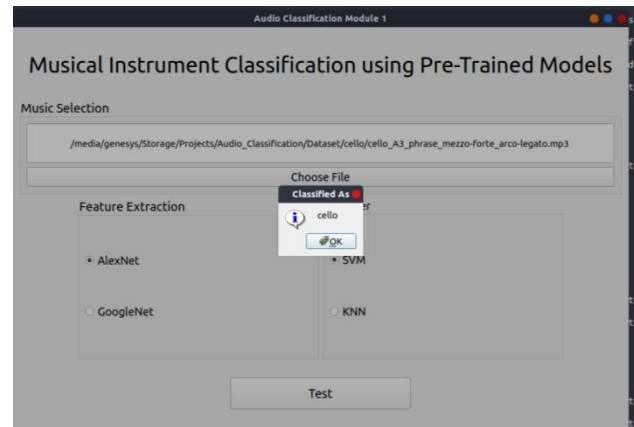 Audio Classification Module 1
Musical Instrument Classification using Pre-Trained Models
Music Selection
/media/genesys/Storage/Projects/Audio_Classification/Dataset/cello/cello_A3_phrase_mezzo-forte_arco-legato.mp3
Choose File
Classified As
Feature Extraction
cello
OK
AlexNet
SVM
GoogleNet
KNN
Test